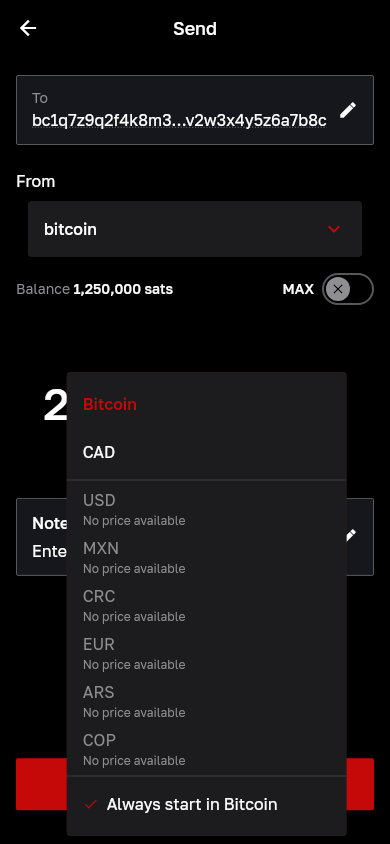 Send
To
bc1q7z9q2f4k8m3...v2w3x4y5z6a7b8c
From
bitcoin
Balance 1,250,000 sats
MAX
2
Bitcoin
CAD
USD
No price available
MXN
No price available
CRC
No price available
EUR
No price available
ARS
No price available
COP
No price available
Always start in Bitcoin
Note
Ente